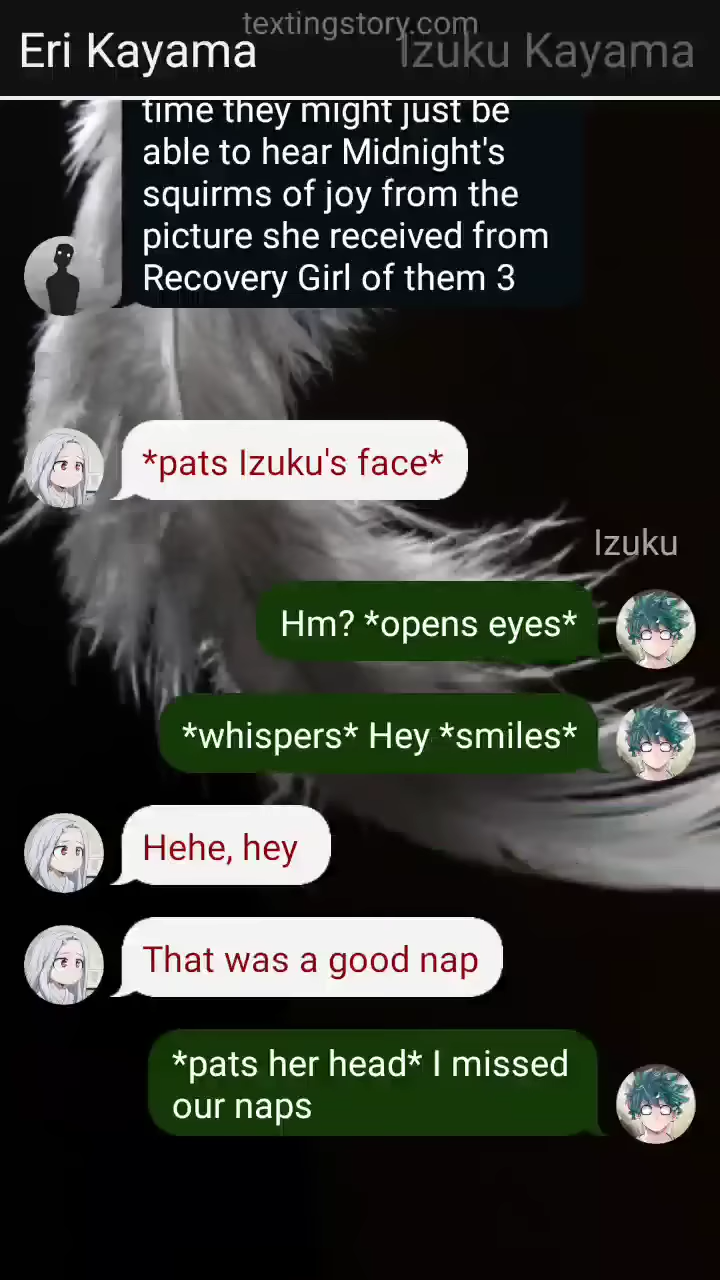 textingstory.com
Eri Kayama
Izuku Kayama
time they might just be
able to hear Midnight's
squirms of joy from the
picture she received from
Recovery Girl of them 3
*pats Izuku's face*
Izuku
Hm? *opens eyes*
*whispers* Hey *smiles*
Hehe, hey
That was a good nap
*pats her head* I missed
our naps